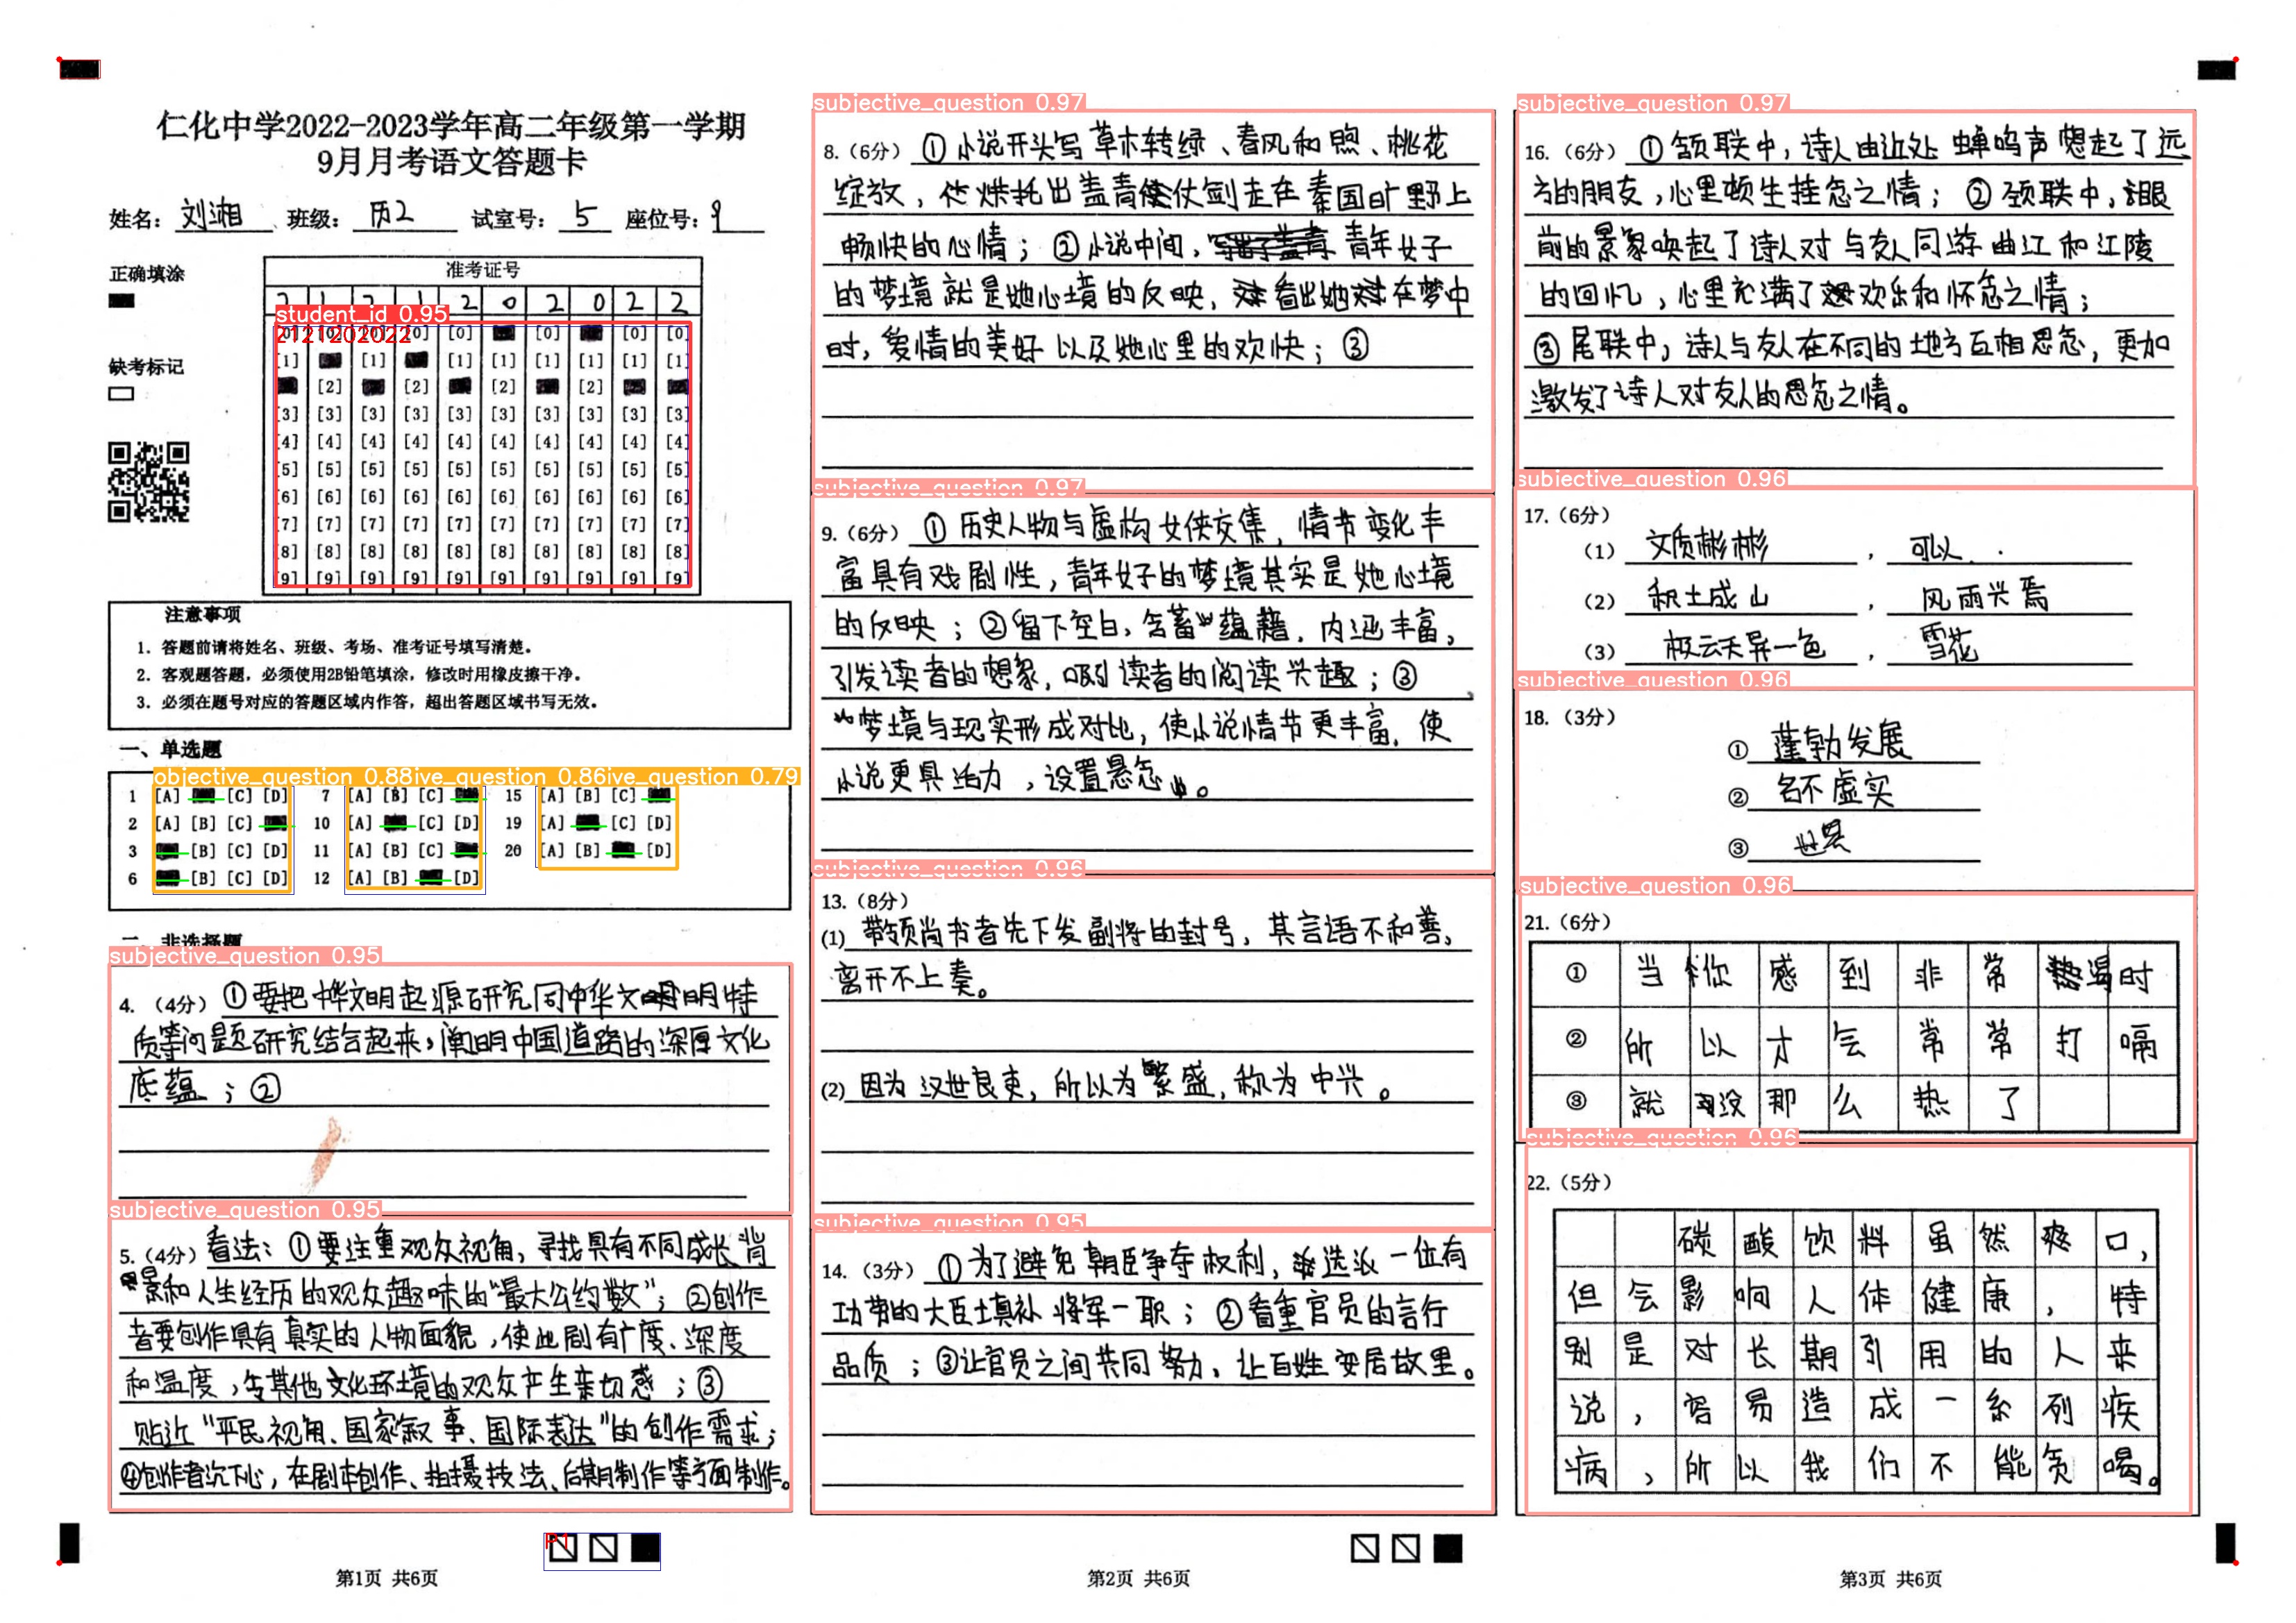 仁化中学2022-2023学年高二年级第一学期
9月月考语文答题卡
姓名：刘湘 班级：历2 试室号：5 座位号：9
正确填涂
缺考标记
准考证号
2 1 2 1 2 0 2 0 2 2
student_id 0.95
2121202022
[0] [0] [0] [0] [0] [0] [0]
[1] [1] [1] [1] [1] [1] [1] [1]
[2] [2] [2] [2]
[3] [3] [3] [3] [3] [3] [3] [3] [3] [3]
[4] [4] [4] [4] [4] [4] [4] [4] [4] [4]
[5] [5] [5] [5] [5] [5] [5] [5] [5] [5]
[6] [6] [6] [6] [6] [6] [6] [6] [6] [6]
[7] [7] [7] [7] [7] [7] [7] [7] [7] [7]
[8] [8] [8] [8] [8] [8] [8] [8] [8] [8]
[9] [9] [9] [9] [9] [9] [9] [9] [9] [9]
注意事项
1. 答题前请将姓名、班级、考场、准考证号填写清楚。
2. 客观题答题，必须使用2B铅笔填涂，修改时用橡皮擦干净。
3. 必须在题号对应的答题区域内作答，超出答题区域书写无效。
一、单选题
objective_question 0.88ive_question 0.86ive_question 0.79
1 [A] [C] [D] 7 [A] [B] [C] 15 [A] [B] [C]
2 [A] [B] [C] 10 [A] [C] [D] 19 [A] [C] [D]
3 [B] [C] [D] 11 [A] [B] [C] 20 [A] [B] [D]
6 [B] [C] [D] 12 [A] [B] [D]
二、非选择题
subjective_question 0.95
4. （4分）①要把中华文明起源研究同中华文明特
质等问题研究结合起来，阐明中国道路的深厚文化
底蕴；②
subjective_question 0.95
5.（4分）看法：①要注重观众视角，寻找具有不同成长背
景和人生经历的观众趣味的“最大公约数”；②创作
者要创作具有真实的人物面貌，使此剧有广度、深度
和温度，令其他文化环境的观众产生亲切感；③
贴近“平民视角、国家叙事、国际表达”的创作需求；
④创作者沉下心，在剧本创作、拍摄技法、后期制作等方面制作。
P1
第1页 共6页
subjective_question 0.97
8.（6分）①小说开头写草木转绿、春风和煦、桃花
绽放，烘托出盖青使仗剑走在秦国旷野上
畅快的心情；②小说中间，青年女子
的梦境就是她心境的反映，看出她在梦中
时，爱情的美好以及她心里的欢快；③
subjective_question 0.97
9.（6分）①历史人物与虚构女侠交集，情节变化丰
富具有戏剧性，青年女子的梦境其实是她心境
的反映；②留下空白，含蓄蕴藉，内涵丰富，
引发读者的想象，吸引读者的阅读兴趣；③
梦境与现实形成对比，使小说情节更丰富，使
小说更具活力，设置悬念。
subjective_question 0.96
13.（8分）
(1) 带领尚书者先下发副将的封号，其言语不和善，
离开不上奏。
(2) 因为汉世良吏，所以为繁盛，称为中兴。
subjective_question 0.95
14.（3分）①为了避免朝臣争夺权利，选派一位有
功劳的大臣填补将军一职；②看重官员的言行
品质；③让官员之间共同努力，让百姓安居故里。
第2页 共6页
subjective_question 0.97
16.（6分）①颔联中，诗人由近处蝉鸣声想起了远
方的朋友，心里顿生挂念之情；②颈联中，眼
前的景象唤起了诗人对与友人同游曲江和江陵
的回忆，心里充满了欢乐和怀念之情；
③尾联中，诗人与友人在不同的地方互相思念，更加
激发了诗人对友人的思念之情。
subjective_question 0.96
17.（6分）
（1）文质彬彬，可以
（2）积土成山，风雨兴焉
（3）极云天异一色，雪花
subjective_question 0.96
18.（3分）
① 蓬勃发展
② 名不虚实
③ 世界
subjective_question 0.96
21.（6分）
① 当你感到非常渴时
② 所以才会常常打嗝
③ 就没那么热了
subjective_question 0.96
22.（5分）
碳酸饮料虽然爽口，
但会影响人体健康，特
别是对长期引用的人来
说，容易造成一系列疾
病，所以我们不能贪喝。
第3页 共6页